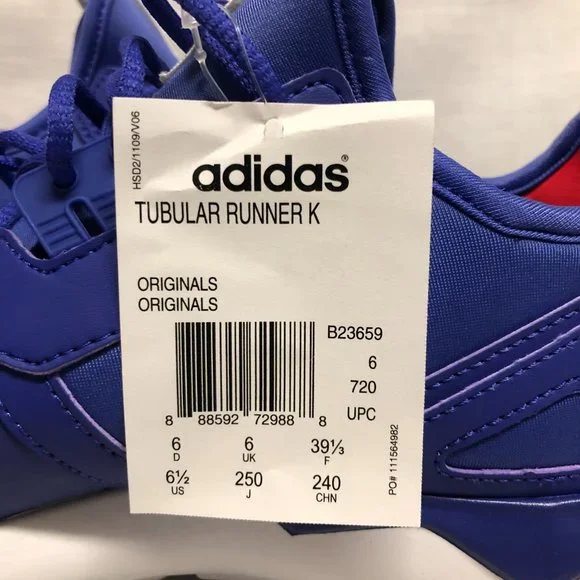 HSD2/1109/V06
adidas®
TUBULAR RUNNER K
ORIGINALS
ORIGINALS
B23659
6
720
UPC
8 88592 72988 8
6 6 39⅓
D UK F
6½ 250 240
US J CHN
PO# 111564982